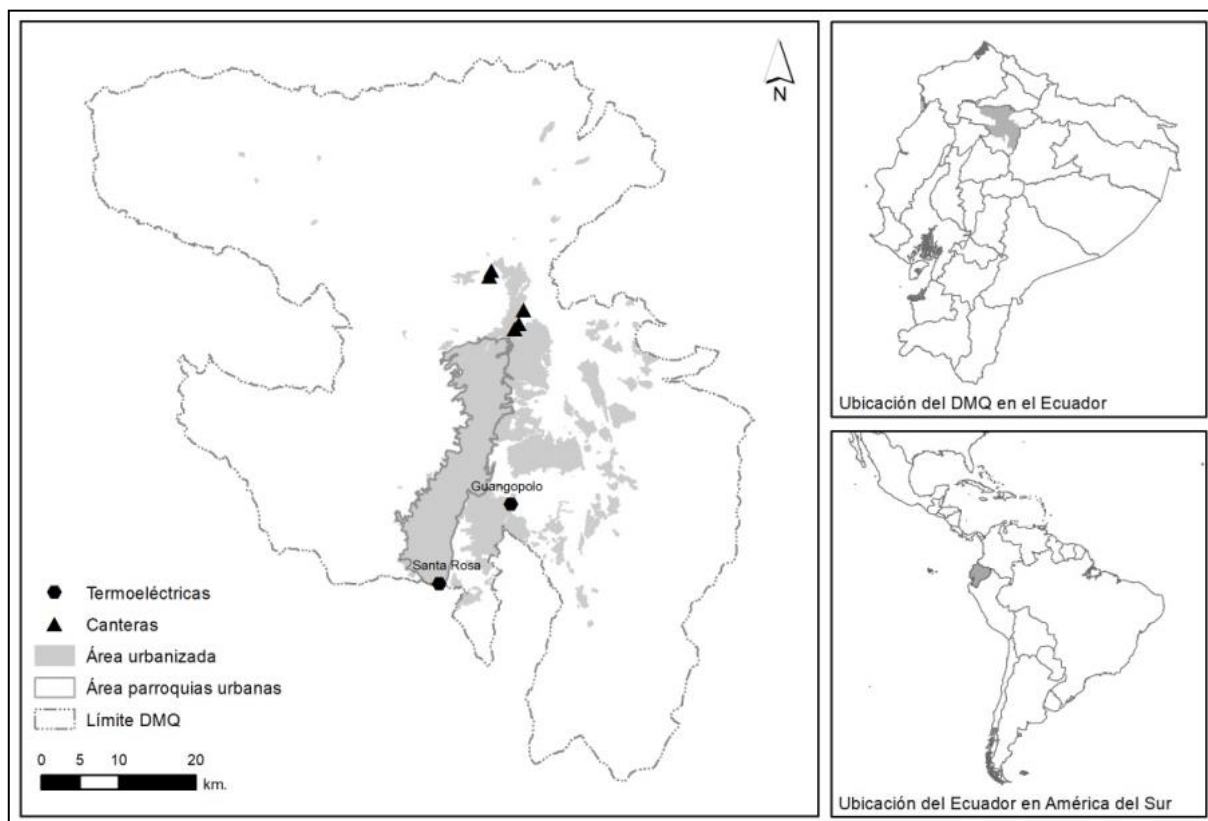 N
Guangopolo
Santa Rosa
Termoeléctricas
Canteras
Área urbanizada
Área parroquias urbanas
Límite DMQ
0 5 10 20
km.
Ubicación del DMQ en el Ecuador
Ubicación del Ecuador en América del Sur